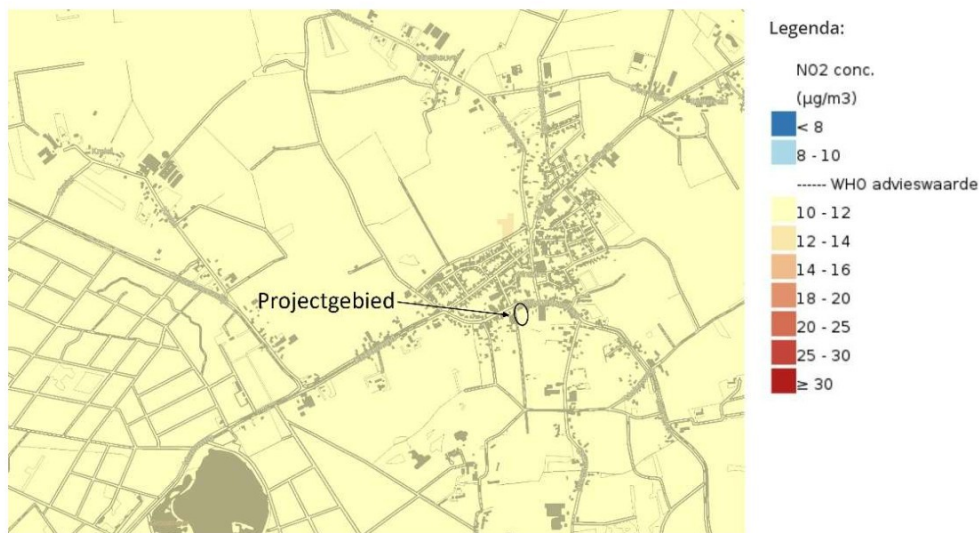 Legenda:
NO2 conc.
(µg/m3)
< 8
8 - 10
------ WHO advieswaarde
10 - 12
12 - 14
14 - 16
18 - 20
20 - 25
25 - 30
≥ 30
Projectgebied